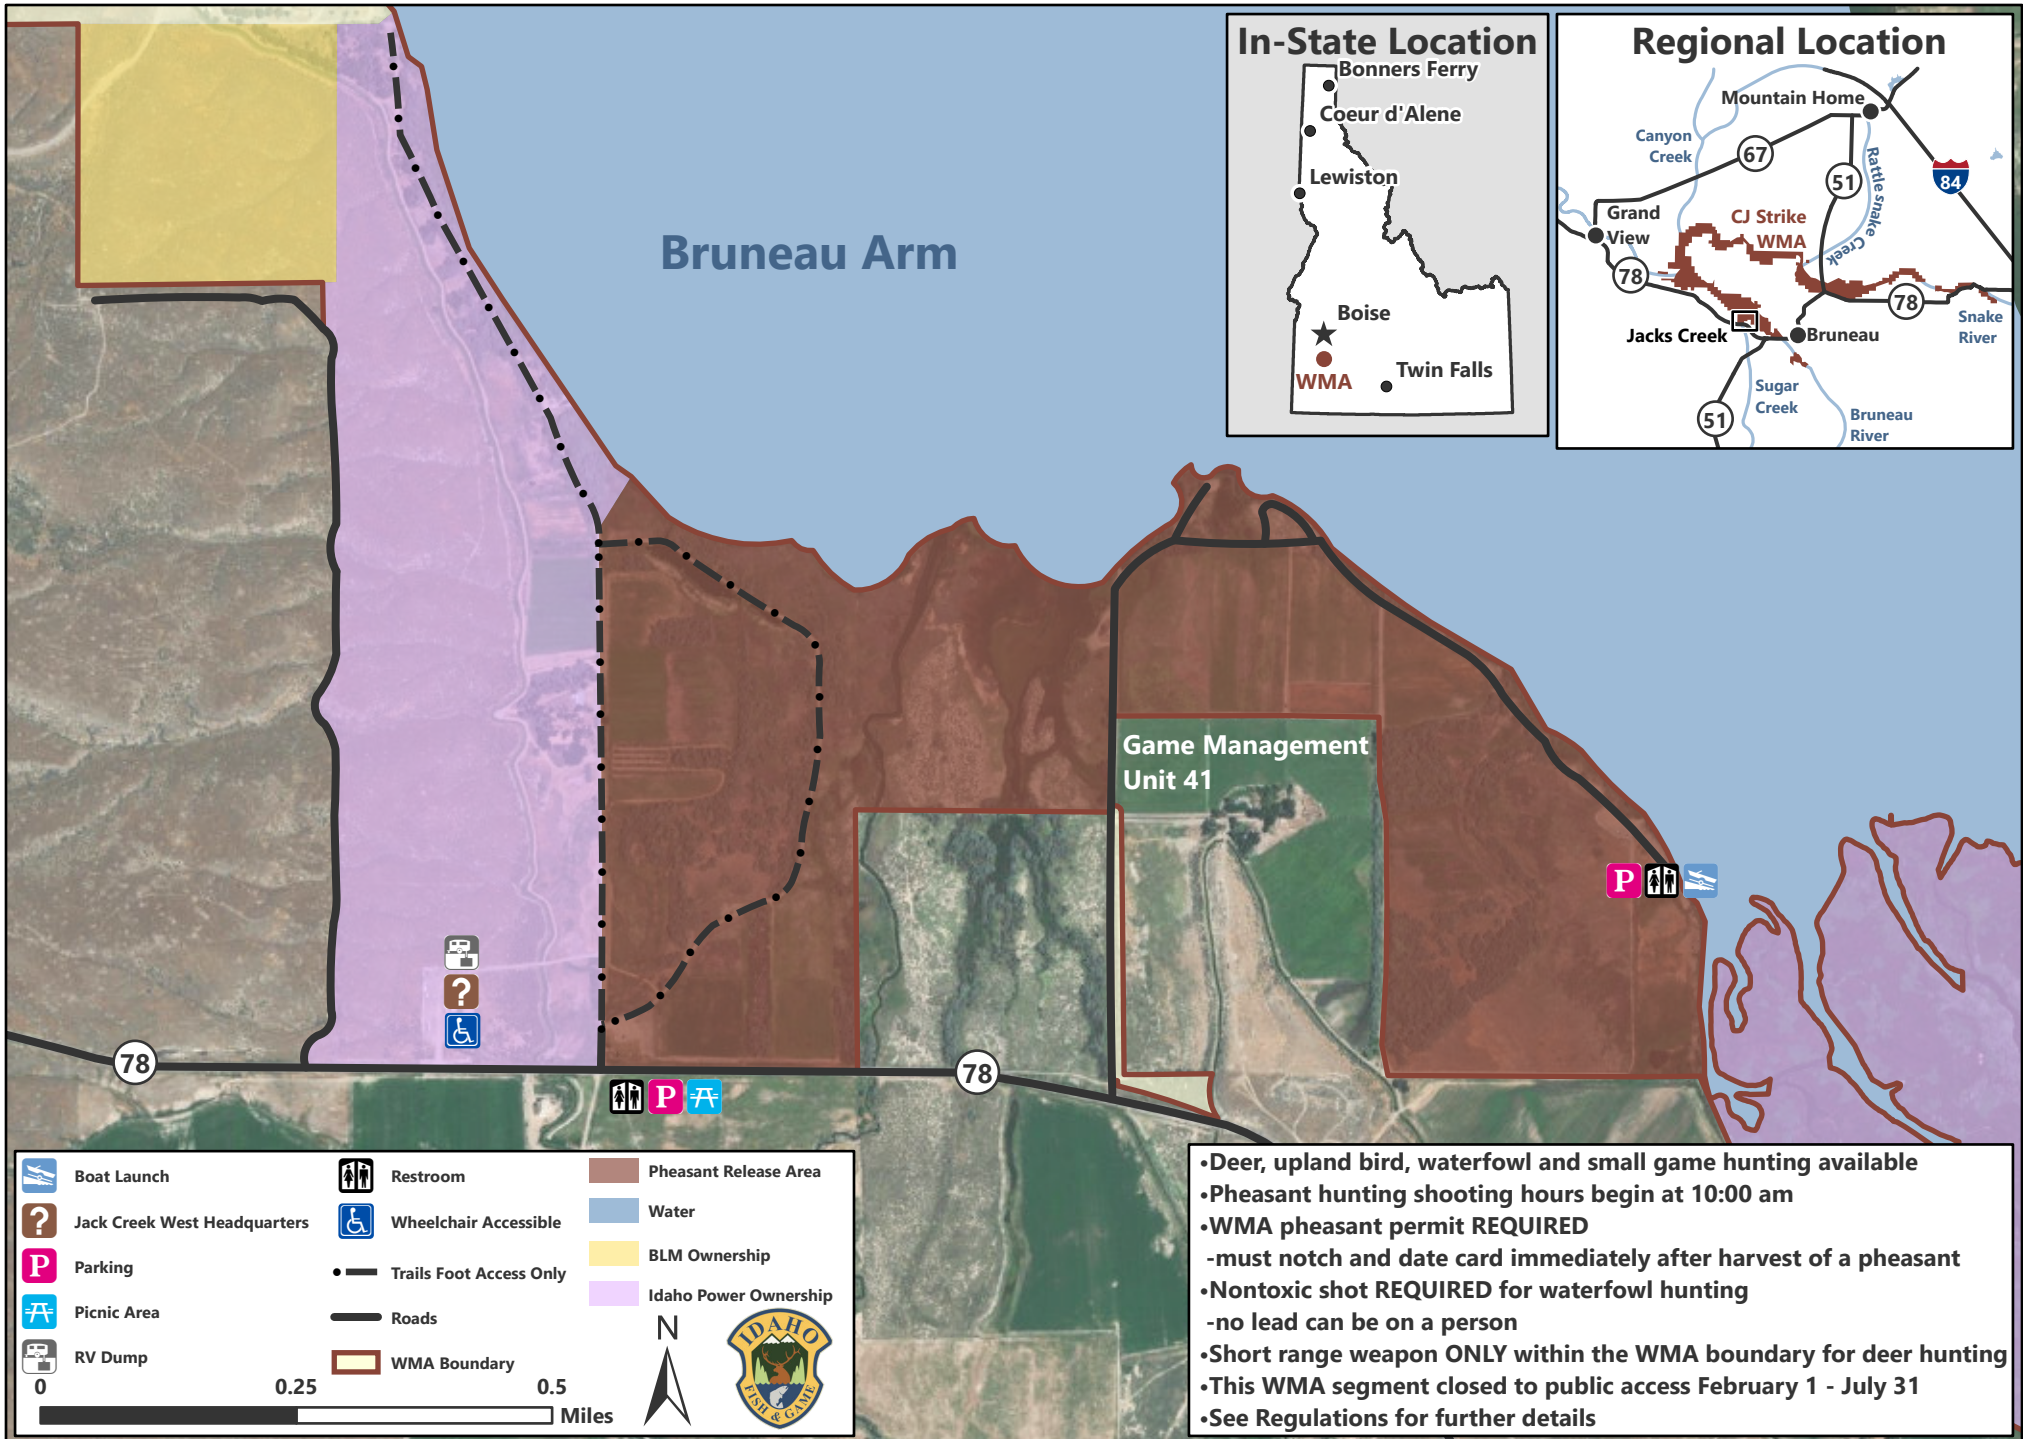 In-State Location
Bonners Ferry
Coeur d'Alene
Lewiston
Boise
WMA
Twin Falls
Regional Location
Mountain Home
Canyon
Creek
67
51
Rattlesnake Creek
84
Grand
View
CJ Strike
WMA
78
78
Snake
River
Jacks Creek
Bruneau
Sugar
Creek
51
Bruneau
River
Bruneau Arm
Game Management
Unit 41
P
?
78
78
P
Boat Launch
?
Jack Creek West Headquarters
P
Parking
Picnic Area
RV Dump
Restroom
Wheelchair Accessible
Trails Foot Access Only
Roads
WMA Boundary
Pheasant Release Area
Water
BLM Ownership
Idaho Power Ownership
N
IDAHO
FISH & GAME
0 0.25 0.5
Miles
•Deer, upland bird, waterfowl and small game hunting available
•Pheasant hunting shooting hours begin at 10:00 am
•WMA pheasant permit REQUIRED
-must notch and date card immediately after harvest of a pheasant
•Nontoxic shot REQUIRED for waterfowl hunting
-no lead can be on a person
•Short range weapon ONLY within the WMA boundary for deer hunting
•This WMA segment closed to public access February 1 - July 31
•See Regulations for further details